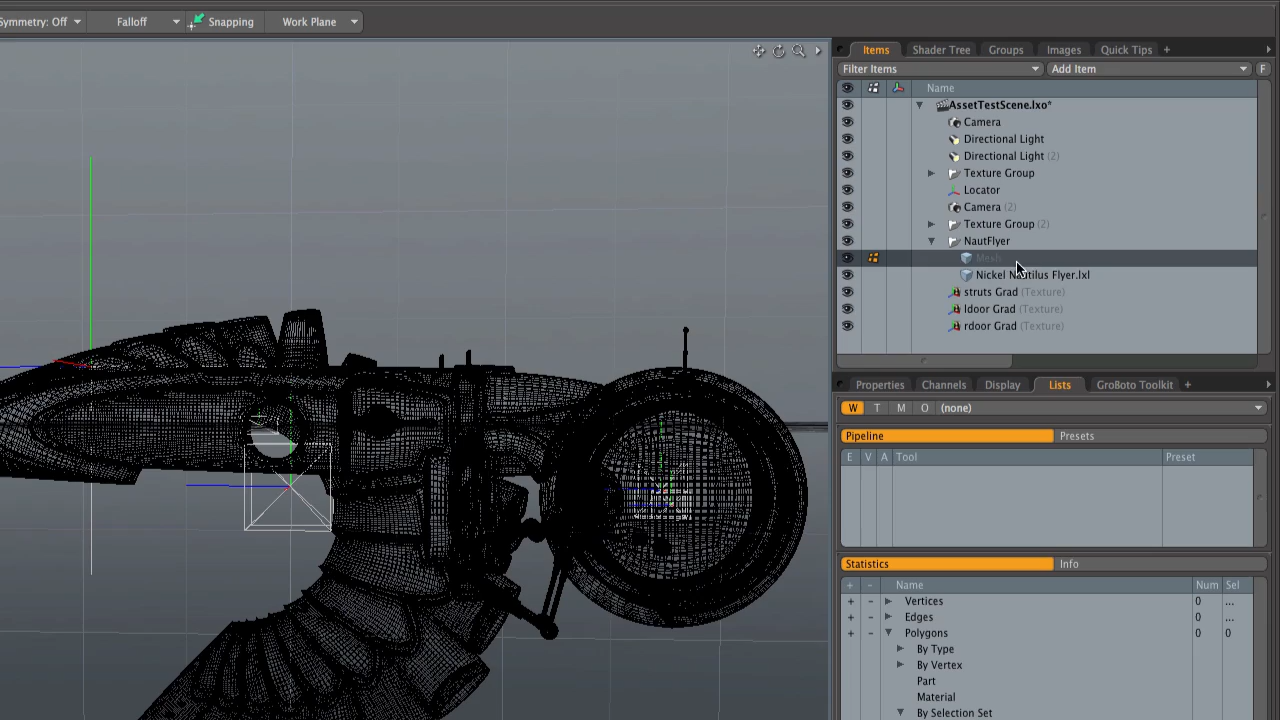 Symmetry: Off Falloff Snapping Work Plane
Items Shader Tree Groups Images Quick Tips +
Filter Items Add Item F
Name
AssetTestScene.lxo*
Camera
Directional Light
Directional Light (2)
Texture Group
Locator
Camera (2)
Texture Group (2)
NautFlyer
Mesh
Nickel Nautilus Flyer.lxl
struts Grad (Texture)
ldoor Grad (Texture)
rdoor Grad (Texture)
Properties Channels Display Lists GroBoto Toolkit +
W T M O (none)
Pipeline Presets
E V A Tool Preset
Statistics Info
+ - Name Num Sel
+ - Vertices 0 ...
+ - Edges 0 ...
+ - Polygons 0 0
By Type
By Vertex
Part
Material
By Selection Set